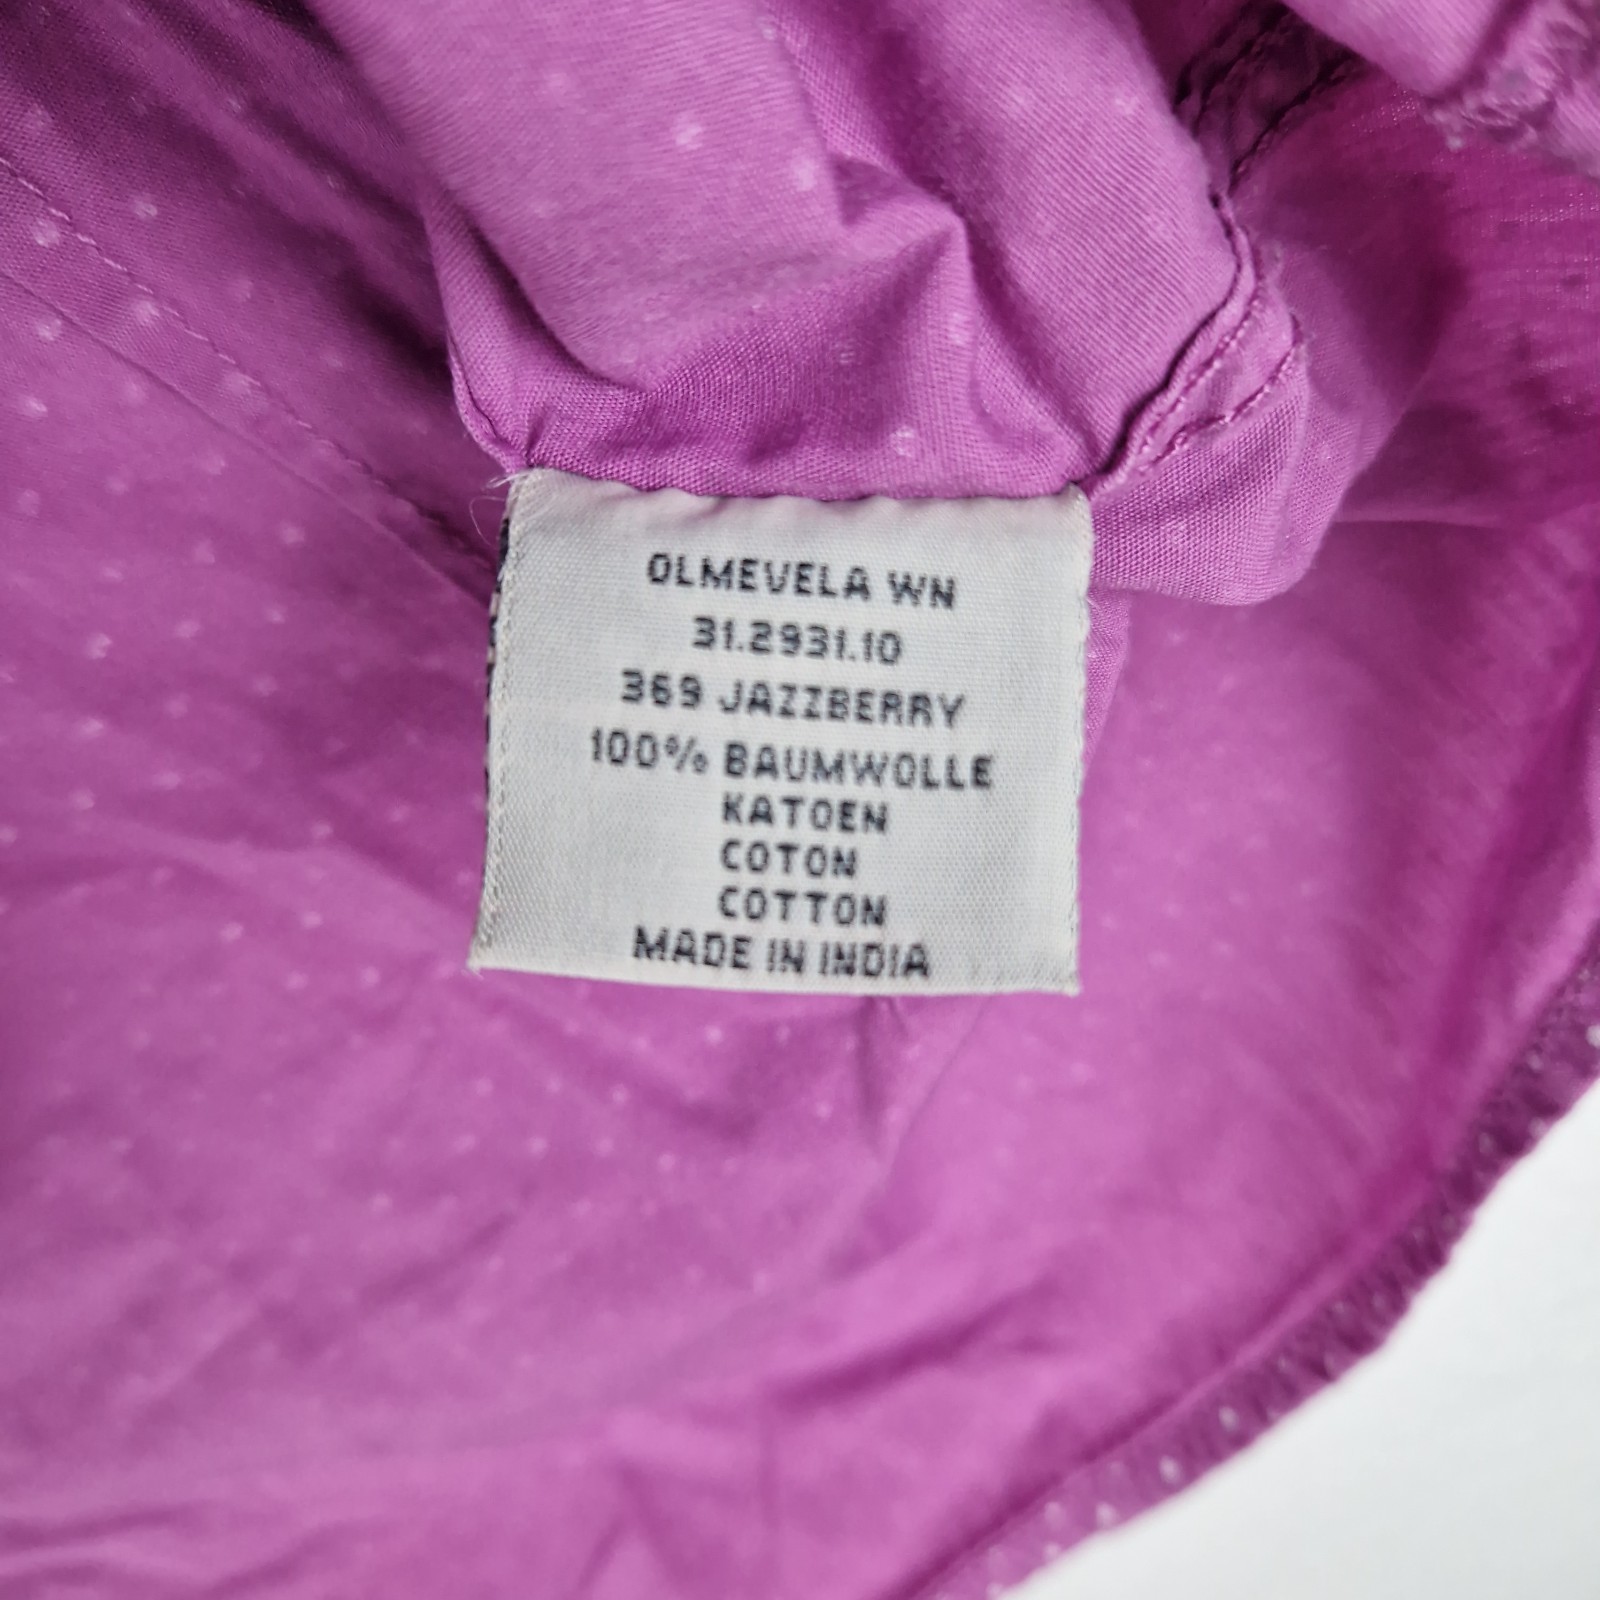 OLMEVELA WN
31.2931.10
369 JAZZBERRY
100% BAUMWOLLE
KATOEN
COTON
COTTON
MADE IN INDIA